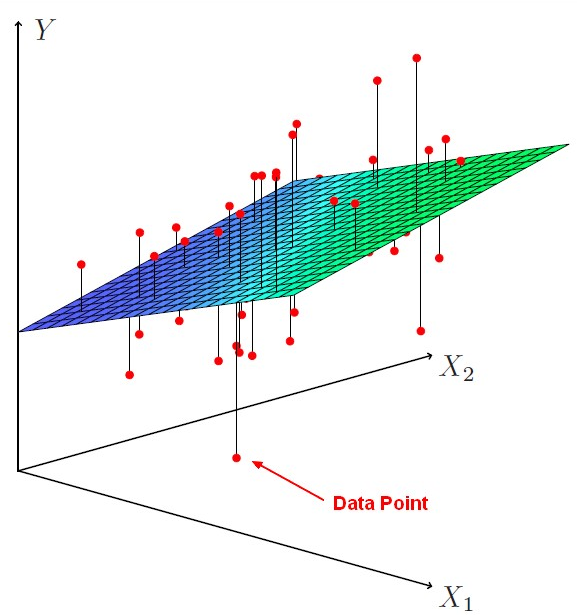 Y
X₂
Data Point
X₁